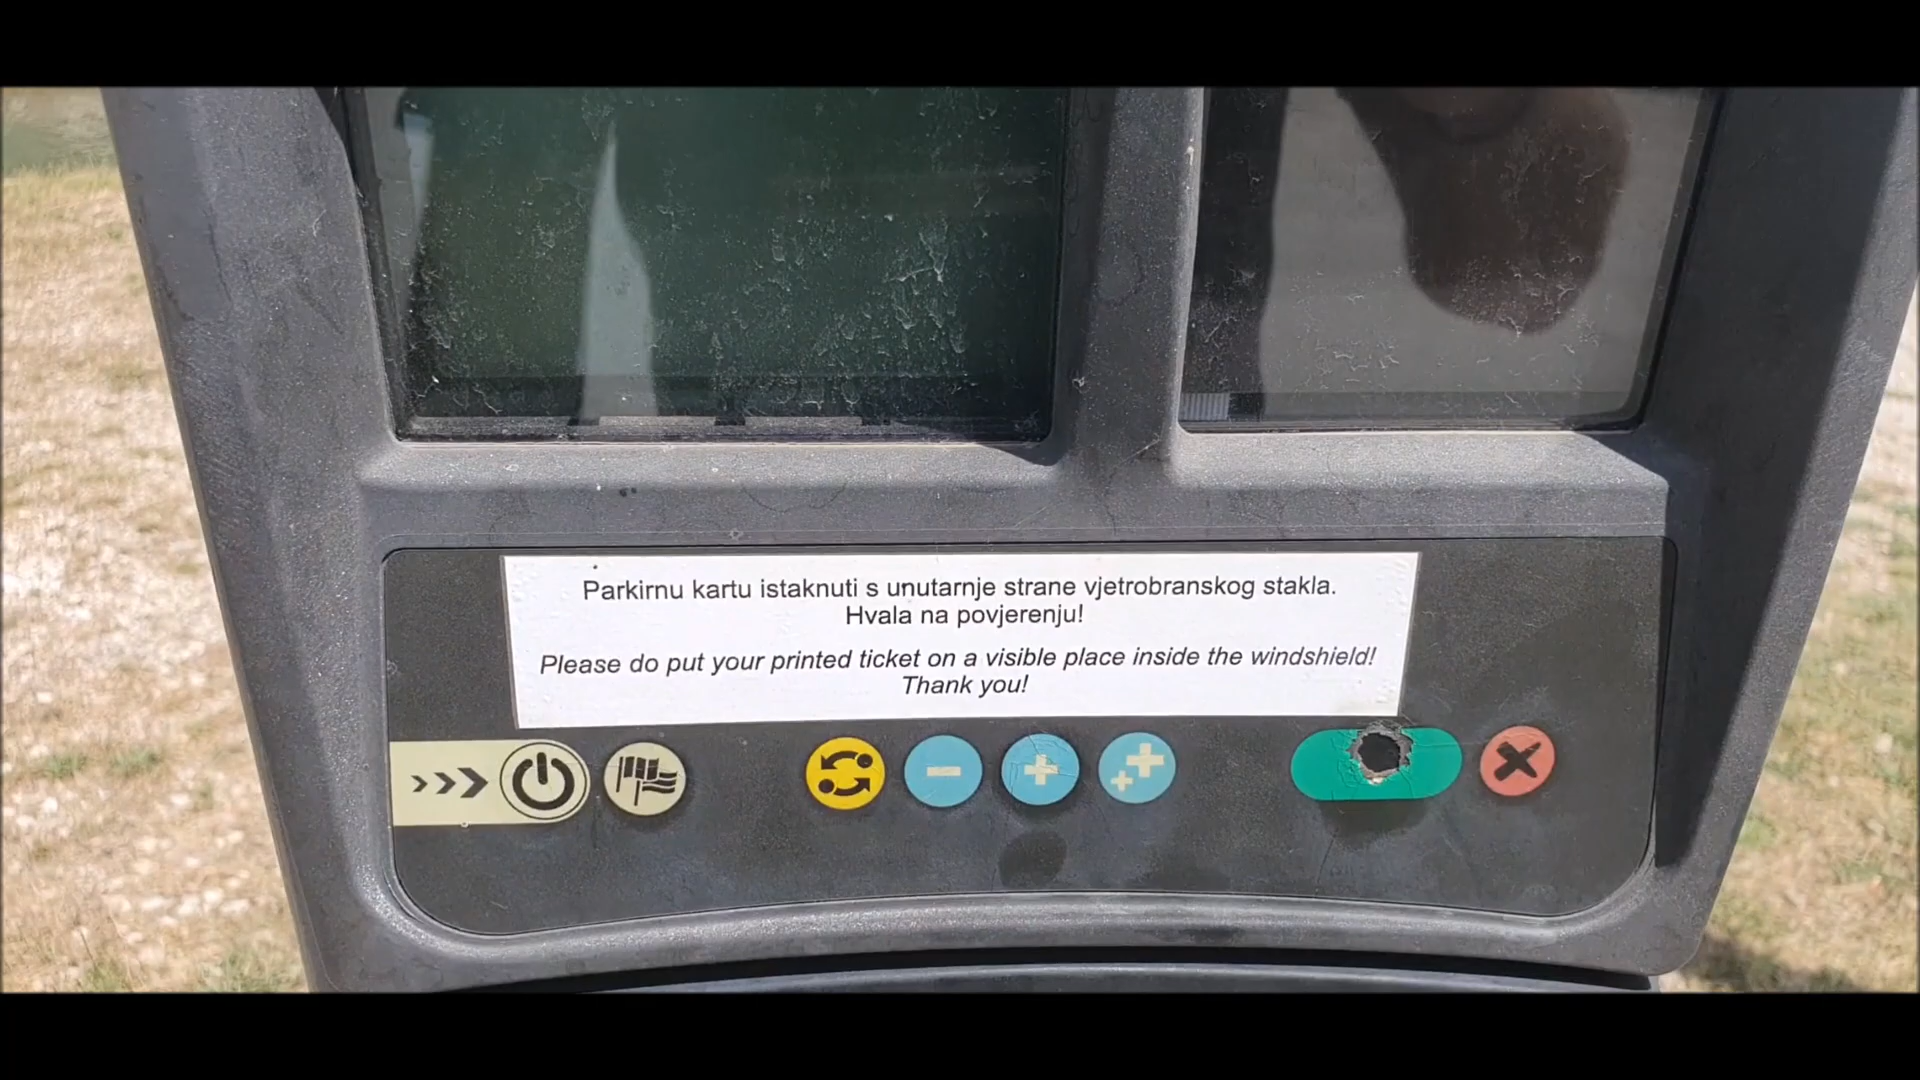 Parkirnu kartu istaknuti s unutarnje strane vjetrobranskog stakla.
Hvala na povjerenju!
Please do put your printed ticket on a visible place inside the windshield!
Thank you!